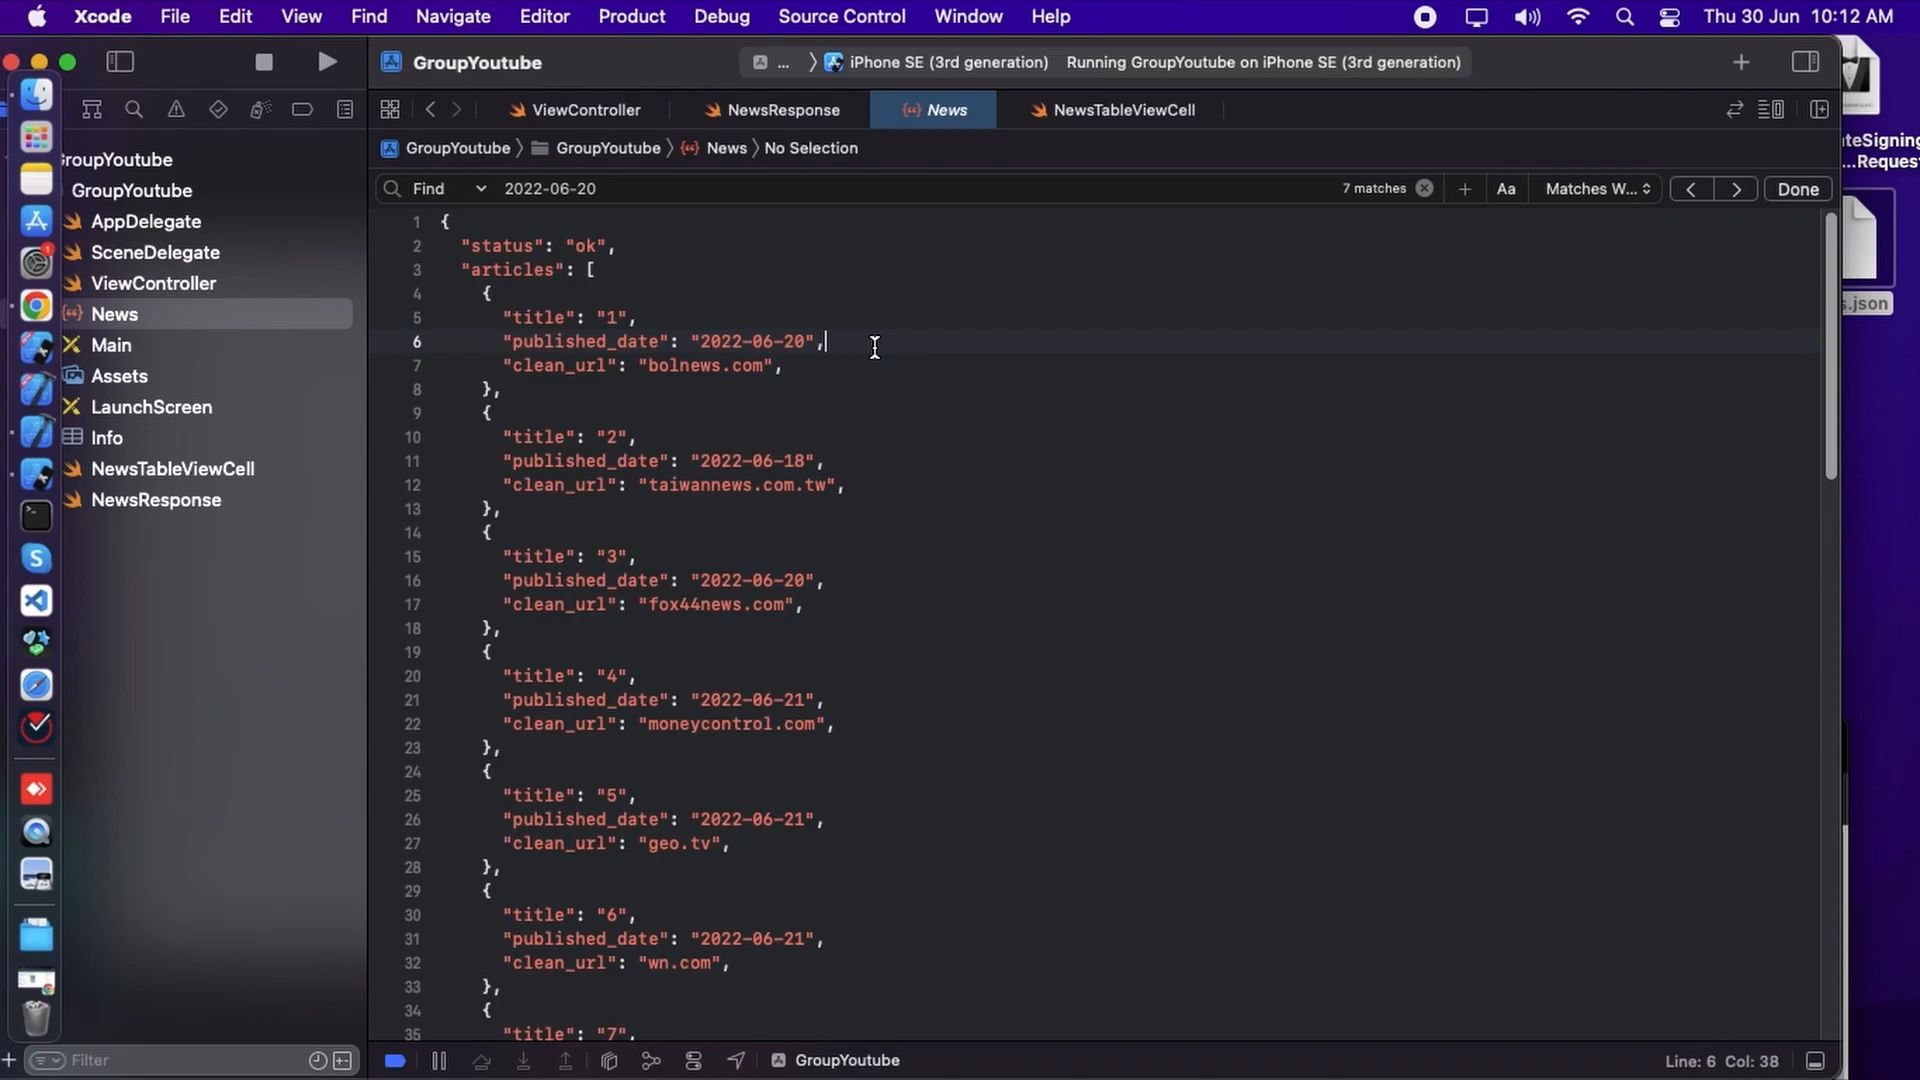 Xcode File Edit View Find Navigate Editor Product Debug Source Control Window Help Thu 30 Jun 10:12 AM
GroupYoutube ... iPhone SE (3rd generation) Running GroupYoutube on iPhone SE (3rd generation)
ViewController NewsResponse News NewsTableViewCell
GroupYoutube GroupYoutube News No Selection
Find 2022-06-20 7 matches Aa Matches W... Done
GroupYoutube
GroupYoutube
AppDelegate
SceneDelegate
ViewController
News
Main
Assets
LaunchScreen
Info
NewsTableViewCell
NewsResponse
1 {
2 "status": "ok",
3 "articles": [
4 {
5 "title": "1",
6 "published_date": "2022-06-20",
7 "clean_url": "bolnews.com",
8 },
9 {
10 "title": "2",
11 "published_date": "2022-06-18",
12 "clean_url": "taiwannews.com.tw",
13 },
14 {
15 "title": "3",
16 "published_date": "2022-06-20",
17 "clean_url": "fox44news.com",
18 },
19 {
20 "title": "4",
21 "published_date": "2022-06-21",
22 "clean_url": "moneycontrol.com",
23 },
24 {
25 "title": "5",
26 "published_date": "2022-06-21",
27 "clean_url": "geo.tv",
28 },
29 {
30 "title": "6",
31 "published_date": "2022-06-21",
32 "clean_url": "wn.com",
33 },
34 {
35 "title": "7",
teSigning
...Reques
s.json
Filter
GroupYoutube
Line: 6 Col: 38